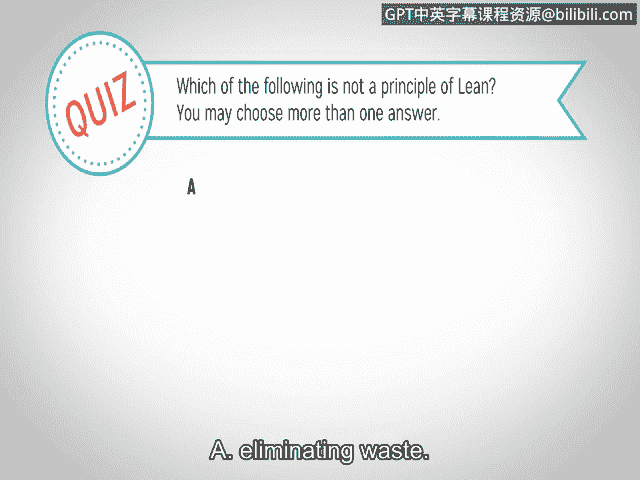 GPT中英字幕课程资源@bilibili.com
QUIZ
Which of the following is not a principle of Lean?
You may choose more than one answer.
A
A. eliminating waste.